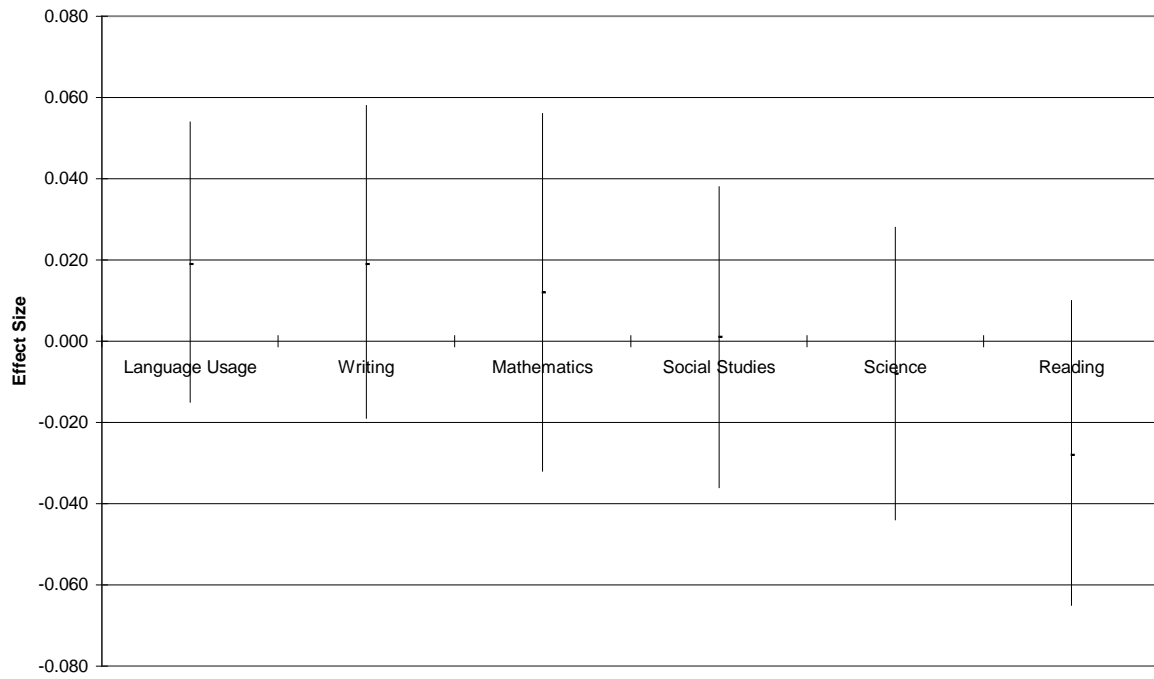 0.080
0.060
0.040
0.020
0.000
-0.020
-0.040
-0.060
-0.080
Effect Size
Language Usage
Writing
Mathematics
Social Studies
Science
Reading